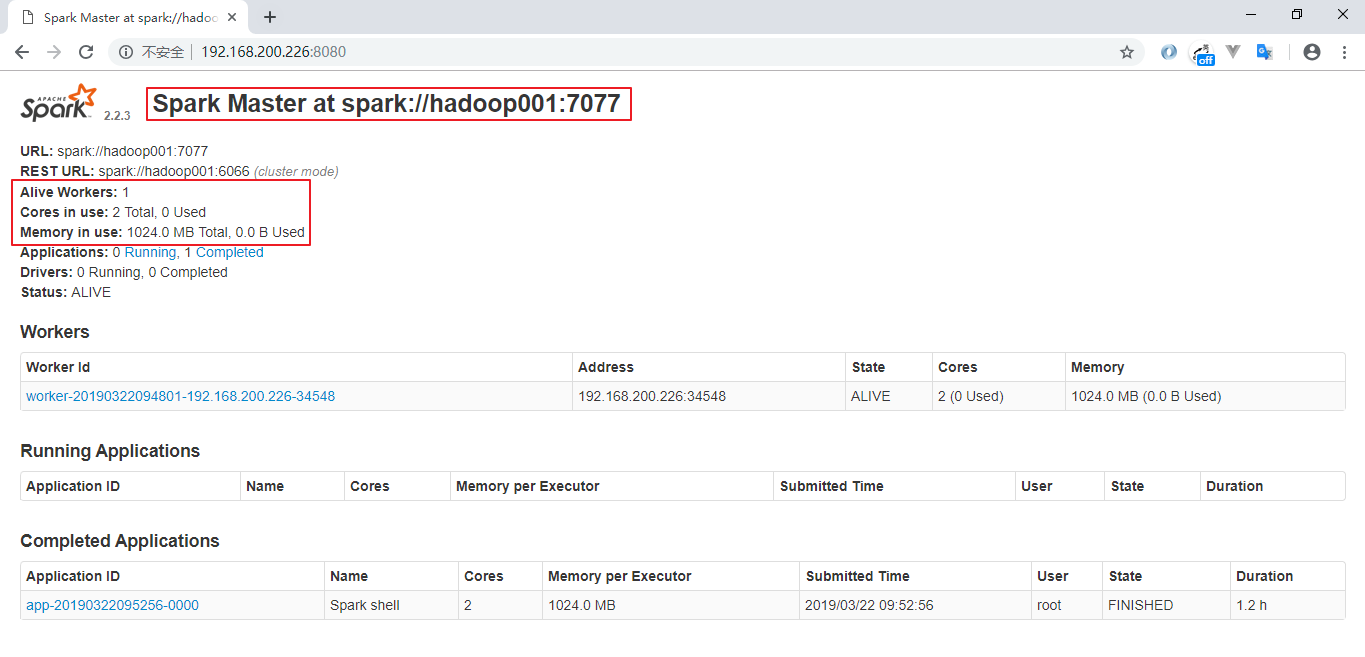 Spark Master at spark://hadoo
不安全 192.168.200.226:8080
off
APACHE Spark 2.2.3 Spark Master at spark://hadoop001:7077
URL: spark://hadoop001:7077
REST URL: spark://hadoop001:6066 (cluster mode)
Alive Workers: 1
Cores in use: 2 Total, 0 Used
Memory in use: 1024.0 MB Total, 0.0 B Used
Applications: 0 Running, 1 Completed
Drivers: 0 Running, 0 Completed
Status: ALIVE
Workers
Worker Id Address State Cores Memory
worker-20190322094801-192.168.200.226-34548 192.168.200.226:34548 ALIVE 2 (0 Used) 1024.0 MB (0.0 B Used)
Running Applications
Application ID Name Cores Memory per Executor Submitted Time User State Duration
Completed Applications
Application ID Name Cores Memory per Executor Submitted Time User State Duration
app-20190322095256-0000 Spark shell 2 1024.0 MB 2019/03/22 09:52:56 root FINISHED 1.2 h